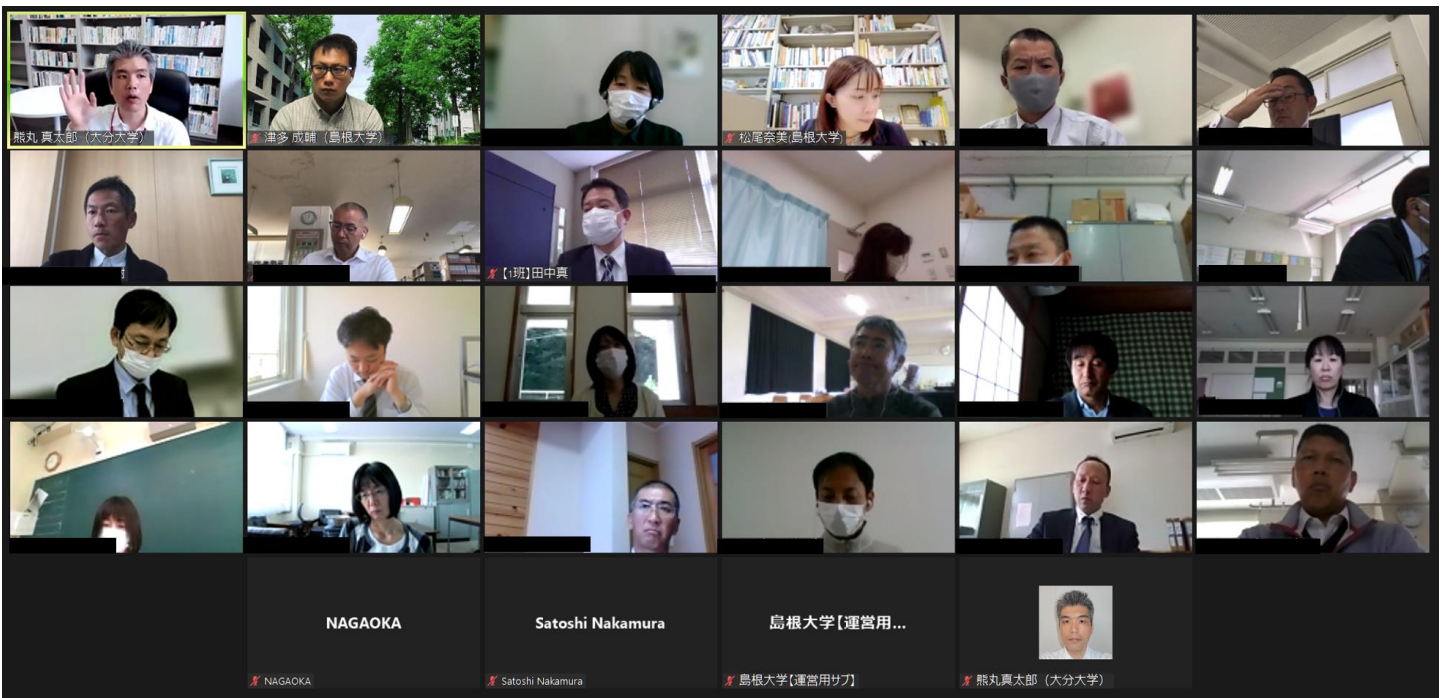 熊丸 真太郎（大分大学）
津多 成輔（島根大学）
松尾奈美(島根大学)
【1班】田中真
NAGAOKA
Satoshi Nakamura
島根大学【運営用...
NAGAOKA
Satoshi Nakamura
島根大学【運営用サブ】
熊丸真太郎（大分大学）